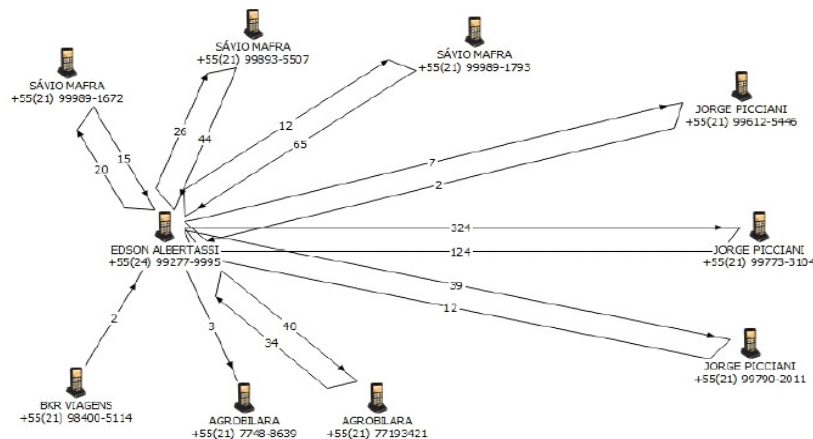 SÁVIO MAFRA
+55(21) 99893-5507
SÁVIO MAFRA
+55(21) 99989-1793
SÁVIO MAFRA
+55(21) 99989-1672
JORGE PICCIANI
+55(21) 99612-5446
26
12
15
44
65
20
7
2
324
EDSON ALBERTASSI
+55(24) 99277-9995
124
JORGE PICCIANI
+55(21) 99773-3104
39
12
2
3
40
34
JORGE PICCIANI
+55(21) 99790-2011
BKR VIAGENS
+55(21) 98400-5114
AGROBILARA
+55(21) 7748-8639
AGROBILARA
+55(21) 77193421